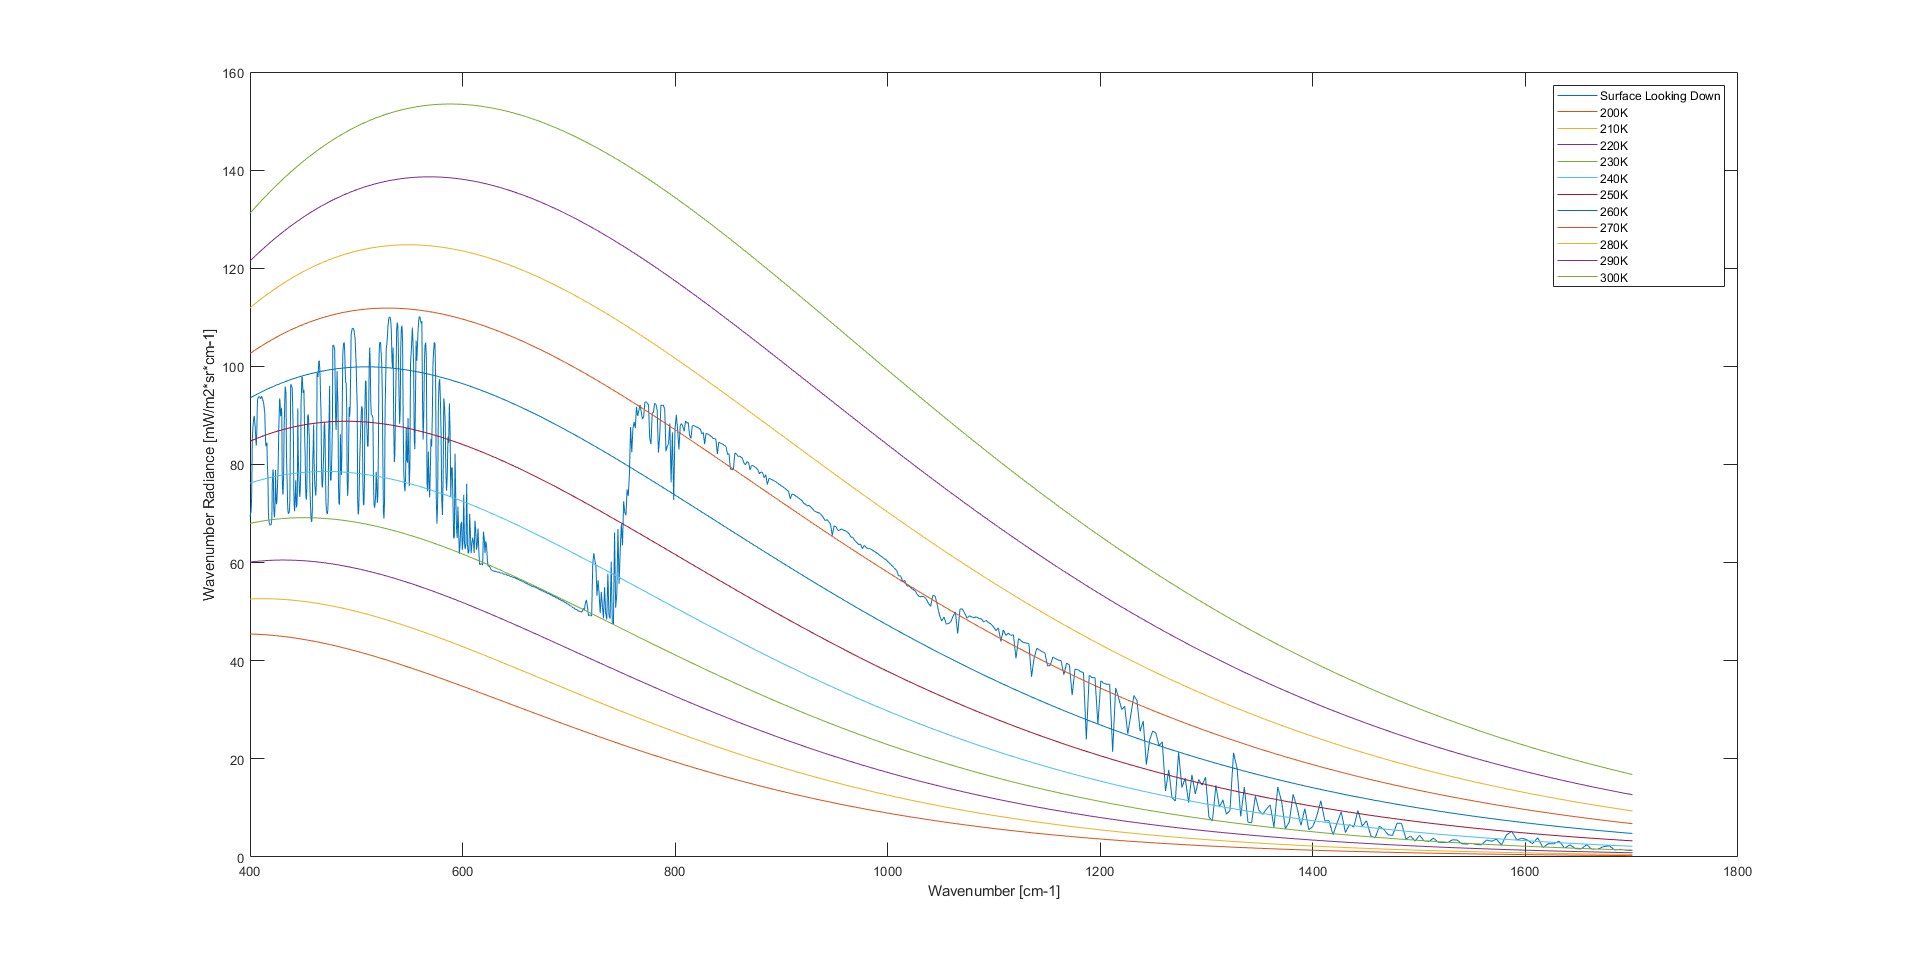 160
140
120
100
80
60
40
20
0
400
600
800
1000
1200
1400
1600
1800
Wavenumber Radiance [mW/m2*sr*cm-1]
Wavenumber [cm-1]
Surface Looking Down
200K
210K
220K
230K
240K
250K
260K
270K
280K
290K
300K